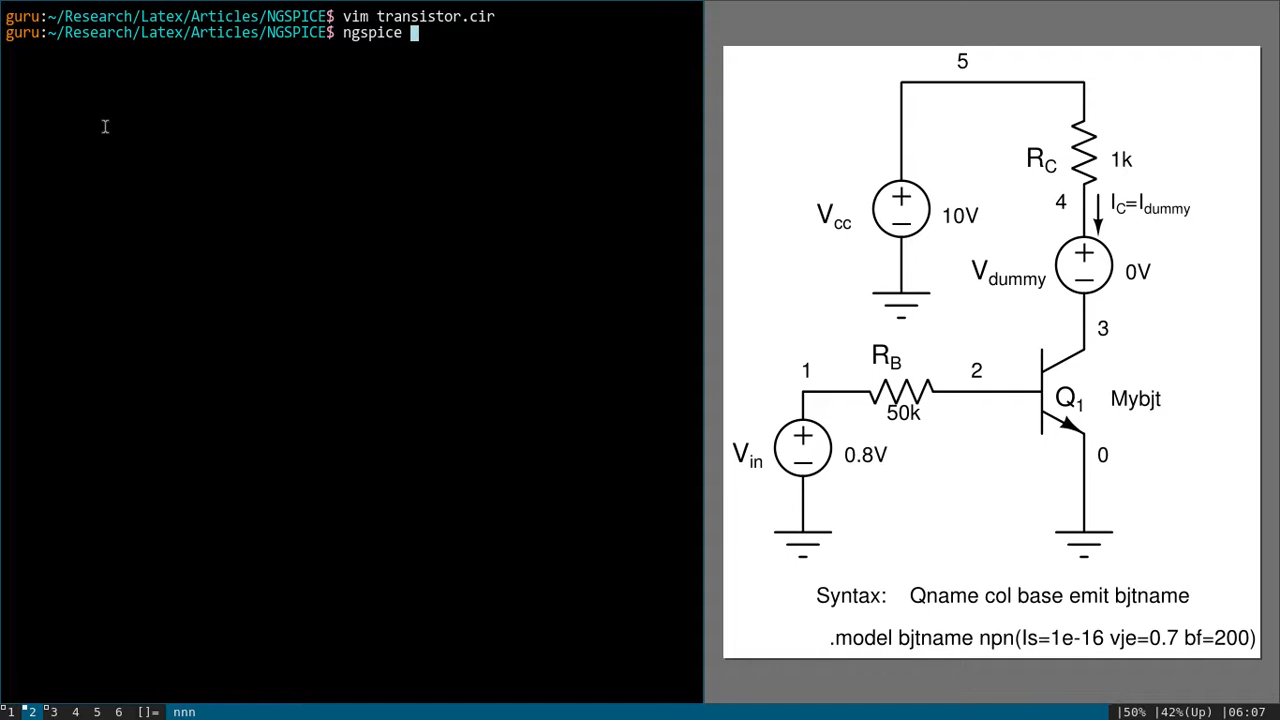 guru:~/Research/Latex/Articles/NGSPICE$ vim transistor.cir
guru:~/Research/Latex/Articles/NGSPICE$ ngspice
5
RC 1k
4 IC=Idummy
Vcc 10V
Vdummy 0V
3
RB
1 2
50k
Q1 Mybjt
Vin 0.8V
0
Syntax: Qname col base emit bjtname
.model bjtname npn(Is=1e-16 vje=0.7 bf=200)
1 2 3 4 5 6 []= nnn |50% |42%(Up) |06:07